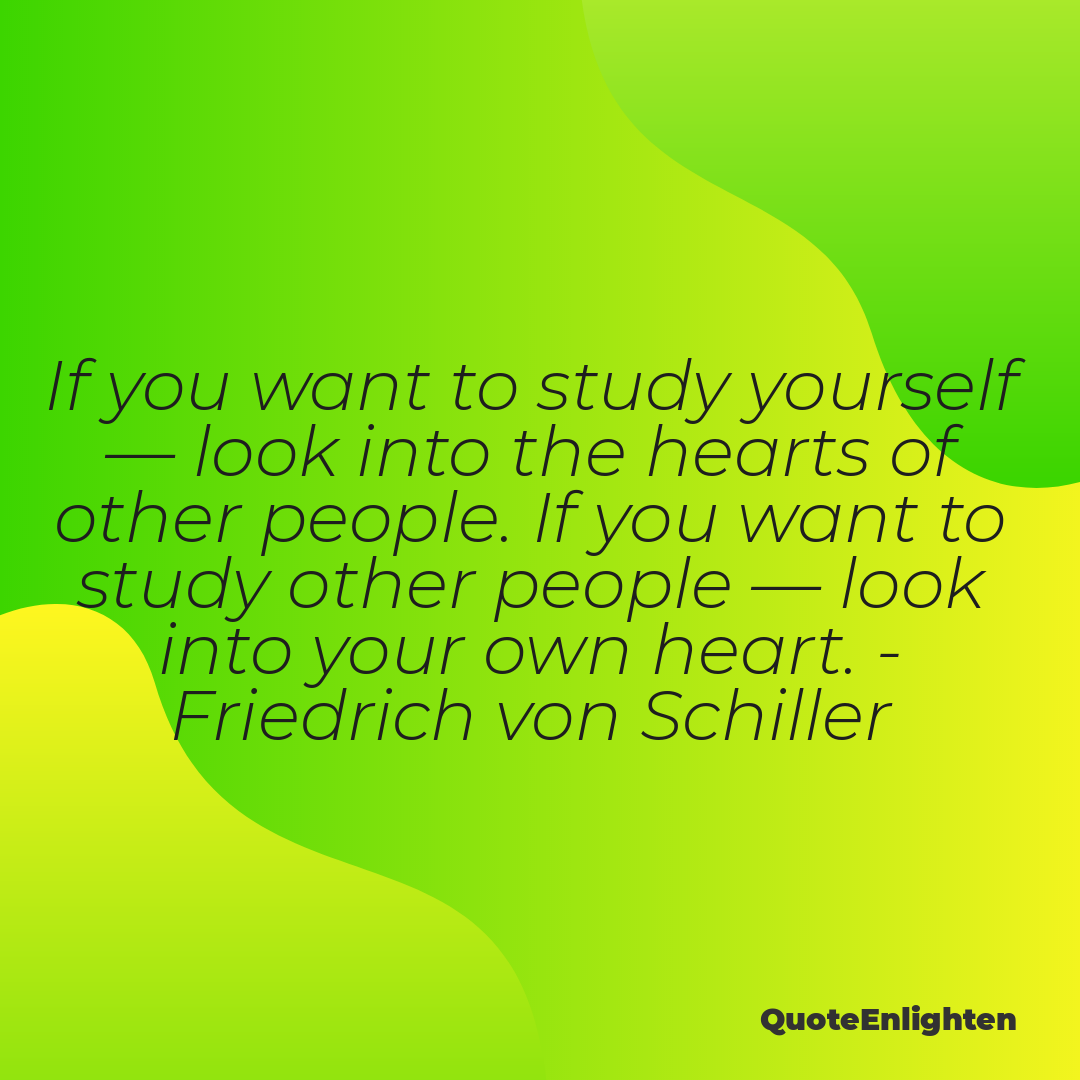 If you want to study yourself
— look into the hearts of
other people. If you want to
study other people — look
into your own heart. -
Friedrich von Schiller
QuoteEnlighten